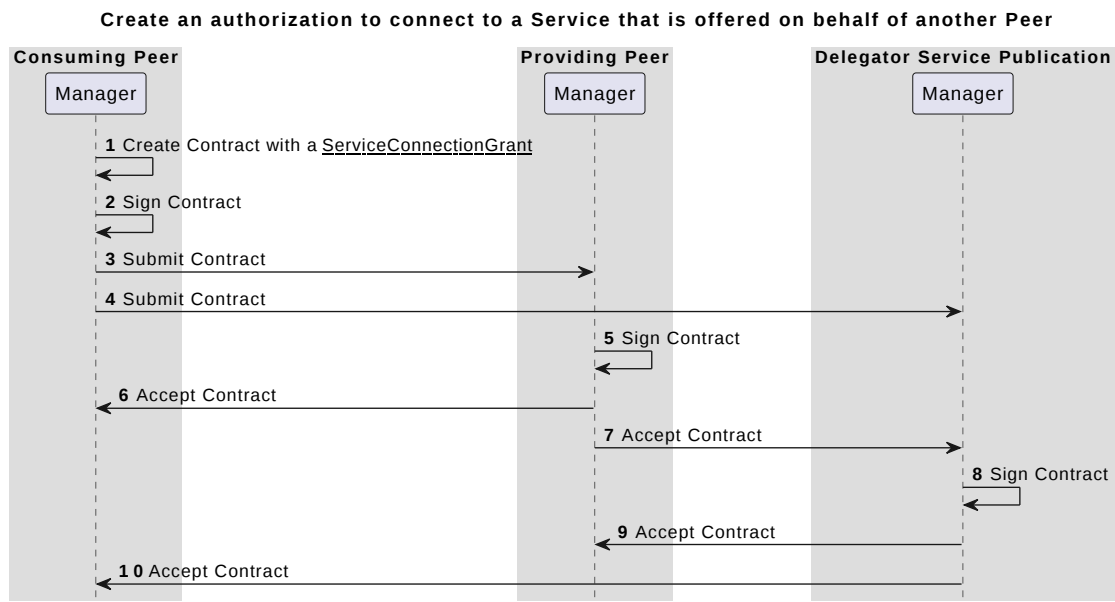 Create an authorization to connect to a Service that is offered on behalf of another Peer
Consuming Peer
Providing Peer
Delegator Service Publication
Manager
Manager
Manager
1 Create Contract with a ServiceConnectionGrant
2 Sign Contract
3 Submit Contract
4 Submit Contract
5 Sign Contract
6 Accept Contract
7 Accept Contract
8 Sign Contract
9 Accept Contract
10 Accept Contract